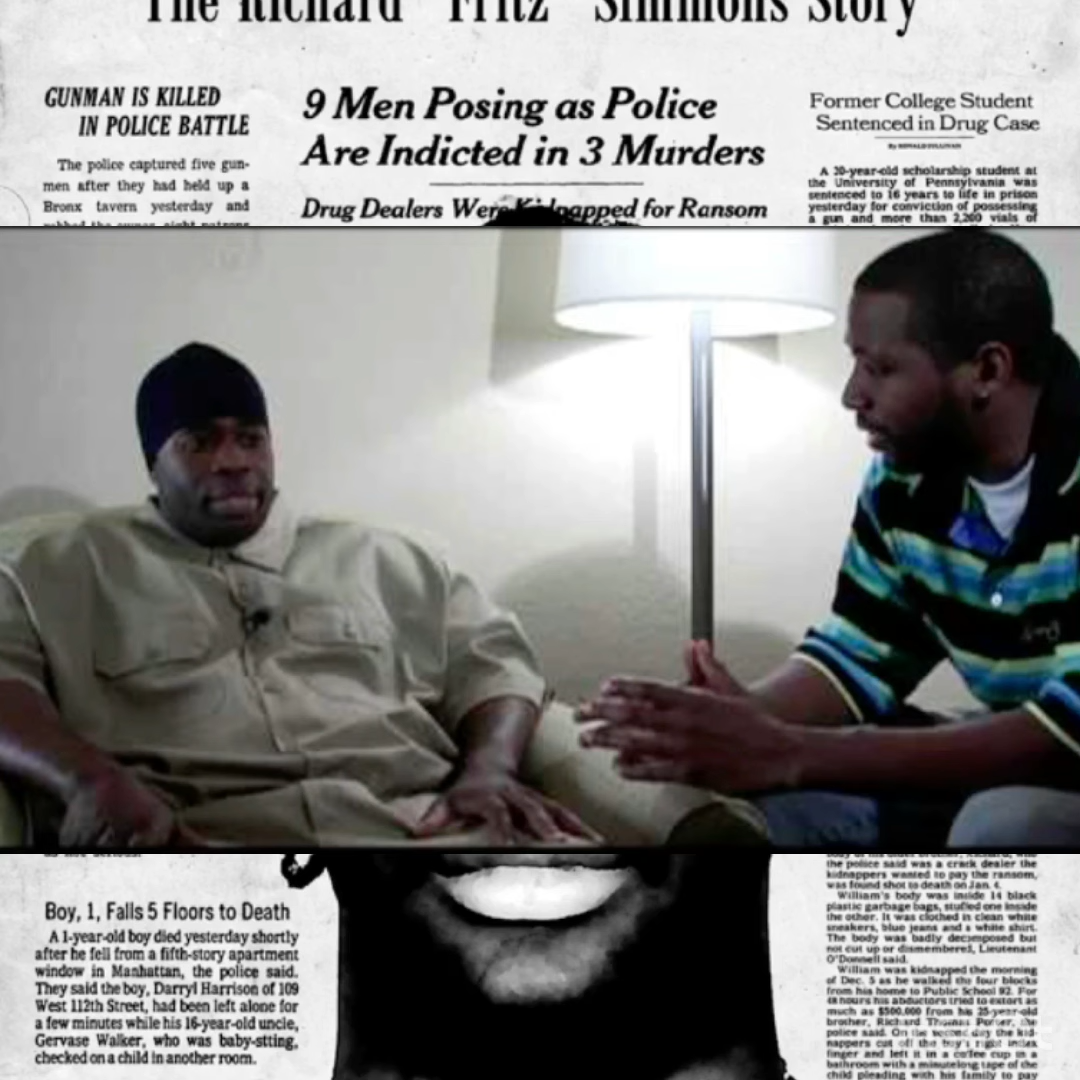 The Richard "Fritz" Simmons Story
GUNMAN IS KILLED
IN POLICE BATTLE
The police captured five gun-
men after they had held up a
Bronx tavern yesterday and
9 Men Posing as Police
Are Indicted in 3 Murders
Drug Dealers Were Kidnapped for Ransom
Former College Student
Sentenced in Drug Case
A 20-year-old scholarship student at
the University of Pennsylvania was
sentenced to 16 years to life in prison
yesterday for conviction of possessing
a gun and more than 2,200 vials of
Boy, 1, Falls 5 Floors to Death
A 1-year-old boy died yesterday shortly
after he fell from a fifth-story apartment
window in Manhattan, the police said.
They said the boy, Darryl Harrison of 109
West 112th Street, had been left alone for
a few minutes while his 16-year-old uncle,
Gervase Walker, who was baby-stting,
checked on a child in another room.
the police said was a crack dealer the
kidnappers wanted to pay the ransom,
was found shot to death on Jan. 4.
William's body was inside 14 black
plastic garbage bags, stuffed one inside
the other. It was clothed in clean white
sneakers, blue jeans and a white shirt.
The body was badly decomposed but
not cut up or dismembered, Lieutenant
O'Donnell said.
William was kidnapped the morning
of Dec. 5 as he walked the four blocks
from his home to Public School 92. For
48 hours his abductors tried to extort as
much as $500,000 from his 25-year-old
brother, Richard Thomas Porter, the
police said. On the second day the kid-
nappers cut off the boy's right index
finger and left it in a coffee cup in a
bathroom with a minutelong tape of the
child pleading with his family to pay